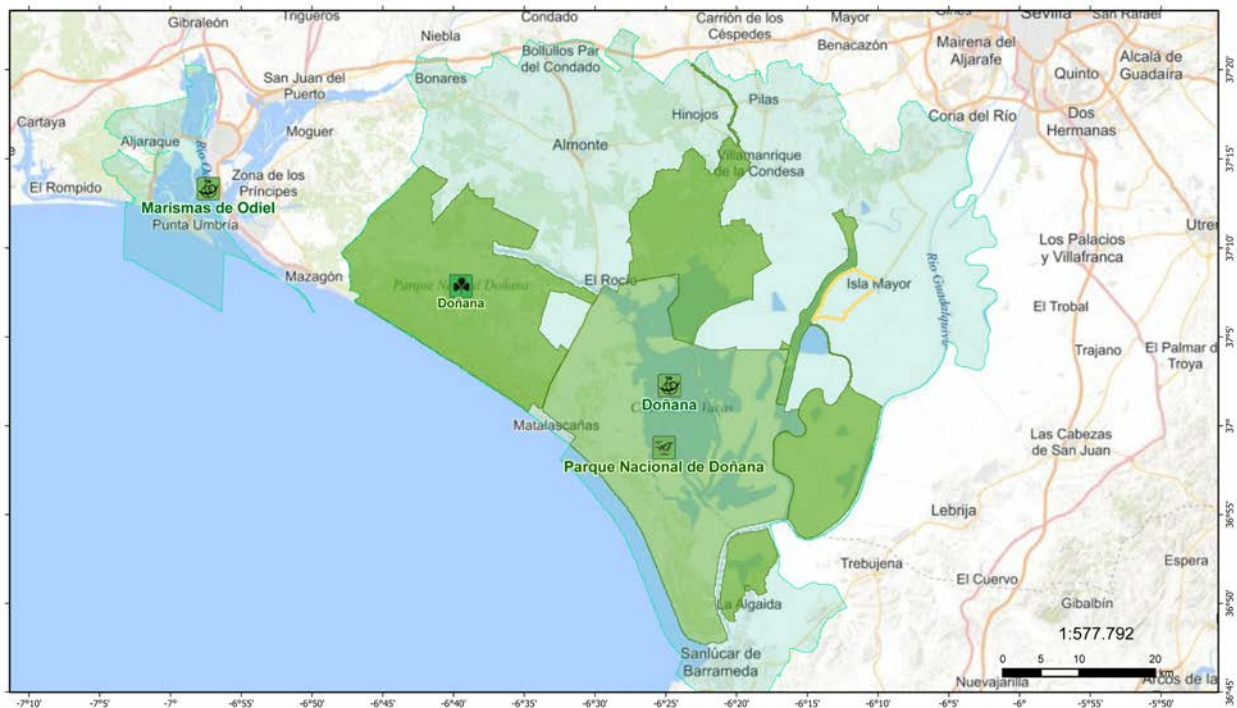 Gibraleón
Trigueros
Condado
Carrión de los
Céspedes
Mayor
Gines
Sevilla
San Rafael
Niebla
Bollullos Par
del Condado
Benacazón
Mairena del
Aljarafe
Alcalá de
Guadaíra
San Juan del
Puerto
Bonares
Quinto
37°20'
Cartaya
Moguer
Hinojos
Pilas
Coria del Río
Dos
Hermanas
Aljaraque
Almonte
Villamanrique
de la Condesa
37°15'
El Rompido
Zona de los
Príncipes
Marismas de Odiel
Punta Umbría
Utrer
Los Palacios
y Villafranca
37°10'
Mazagón
Parque Nacional Doñana
Doñana
El Rocío
Isla Mayor
Río Guadalquivir
El Trobal
37°5'
Trajano
El Palmar d
Troya
Doñana
Matalascañas
37°
Las Cabezas
de San Juan
Parque Nacional de Doñana
Lebrija
36°55'
Trebujena
El Cuervo
Espera
La Algaida
Gibalbín
36°50'
1:577.792
Sanlúcar de
Barrameda
0 5 10 20
km
Nuevajarilla
Arcos de la
36°45'
-7°10' -7°5' -7° -6°55' -6°50' -6°45' -6°40' -6°35' -6°30' -6°25' -6°20' -6°15' -6°10' -6°5' -6° -5°55' -5°50'